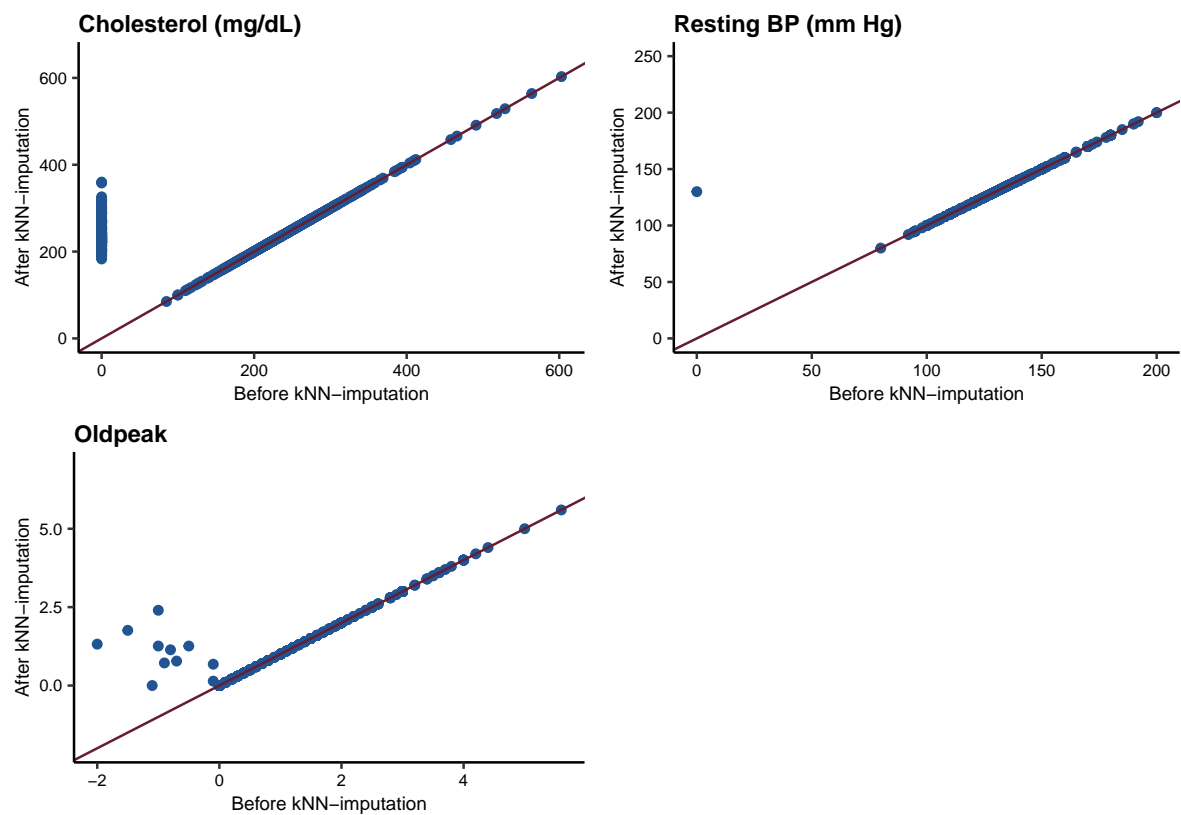 Cholesterol (mg/dL)
After kNN−imputation
600
400
200
0
0 200 400 600
Before kNN−imputation
Resting BP (mm Hg)
After kNN−imputation
250
200
150
100
50
0
0 50 100 150 200
Before kNN−imputation
Oldpeak
After kNN−imputation
5.0
2.5
0.0
−2 0 2 4
Before kNN−imputation